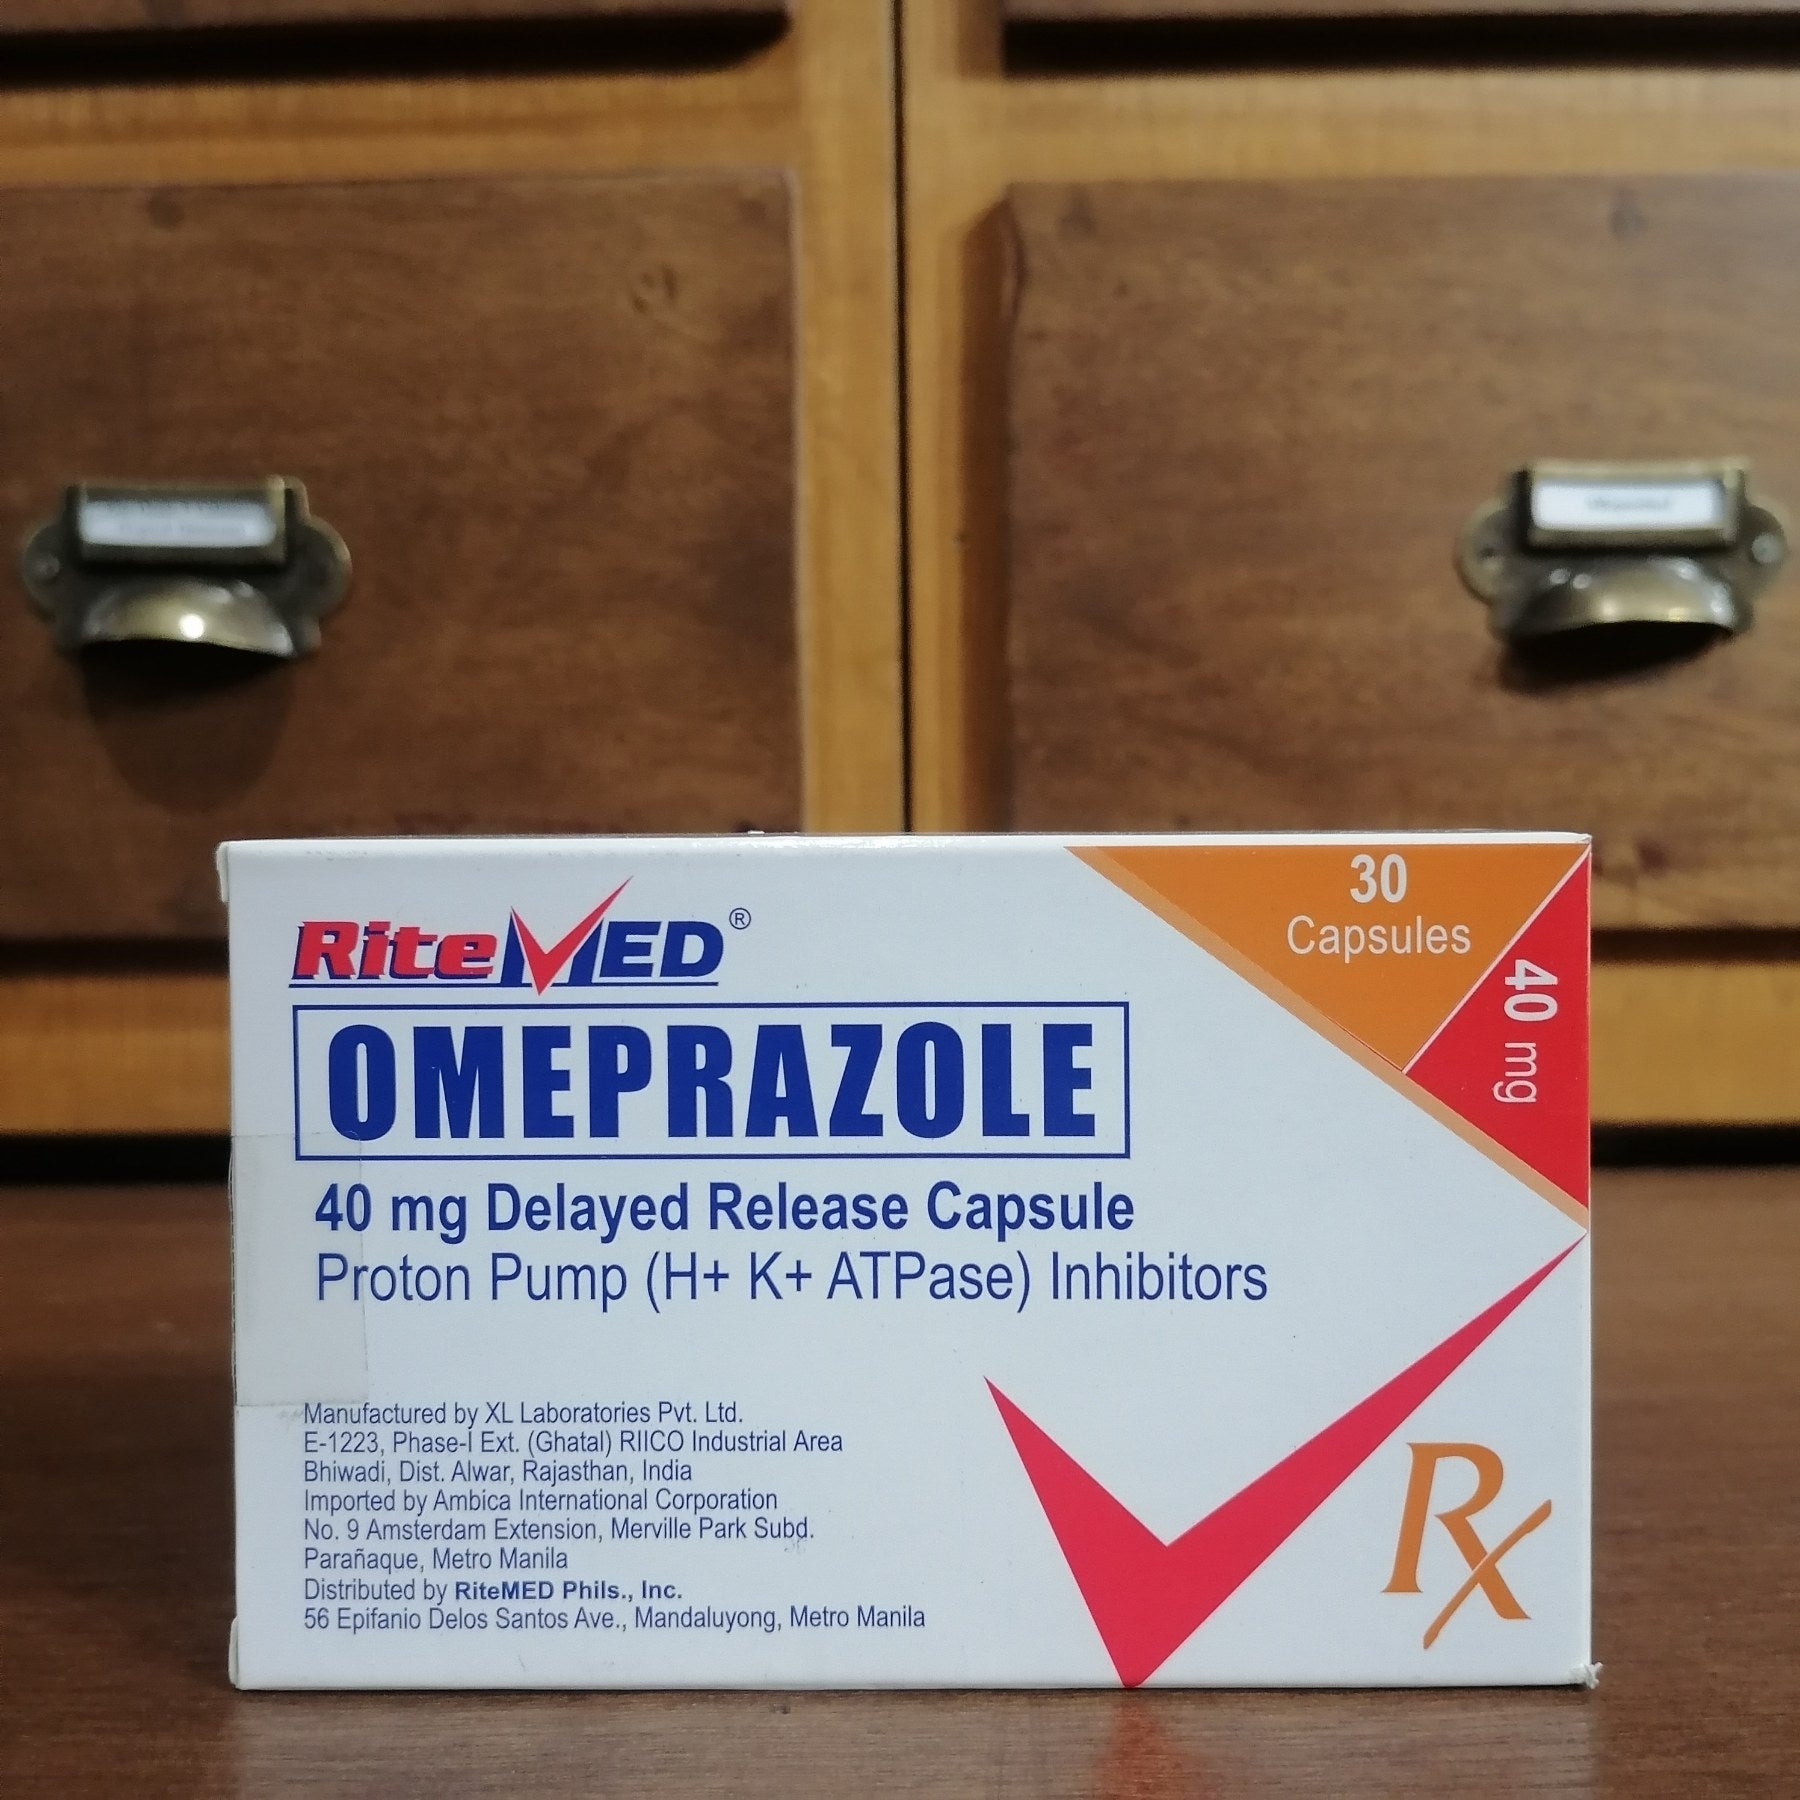 RiteMED®
OMEPRAZOLE
40 mg Delayed Release Capsule
Proton Pump (H+ K+ ATPase) Inhibitors
30
Capsules
40 mg
Manufactured by XL Laboratories Pvt. Ltd.
E-1223, Phase-I Ext. (Ghatal) RIICO Industrial Area
Bhiwadi, Dist. Alwar, Rajasthan, India
Imported by Ambica International Corporation
No. 9 Amsterdam Extension, Merville Park Subd.
Parañaque, Metro Manila
Distributed by RiteMED Phils., Inc.
56 Epifanio Delos Santos Ave., Mandaluyong, Metro Manila
Rx